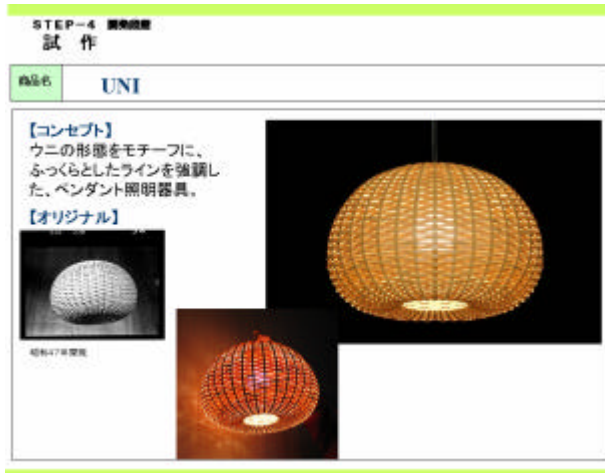 STEP-4 開発段階
試 作
商品名
UNI
【コンセプト】
ウニの形態をモチーフに、
ふっくらとしたラインを強調し
た、ペンダント照明器具。
【オリジナル】
昭和47年開発